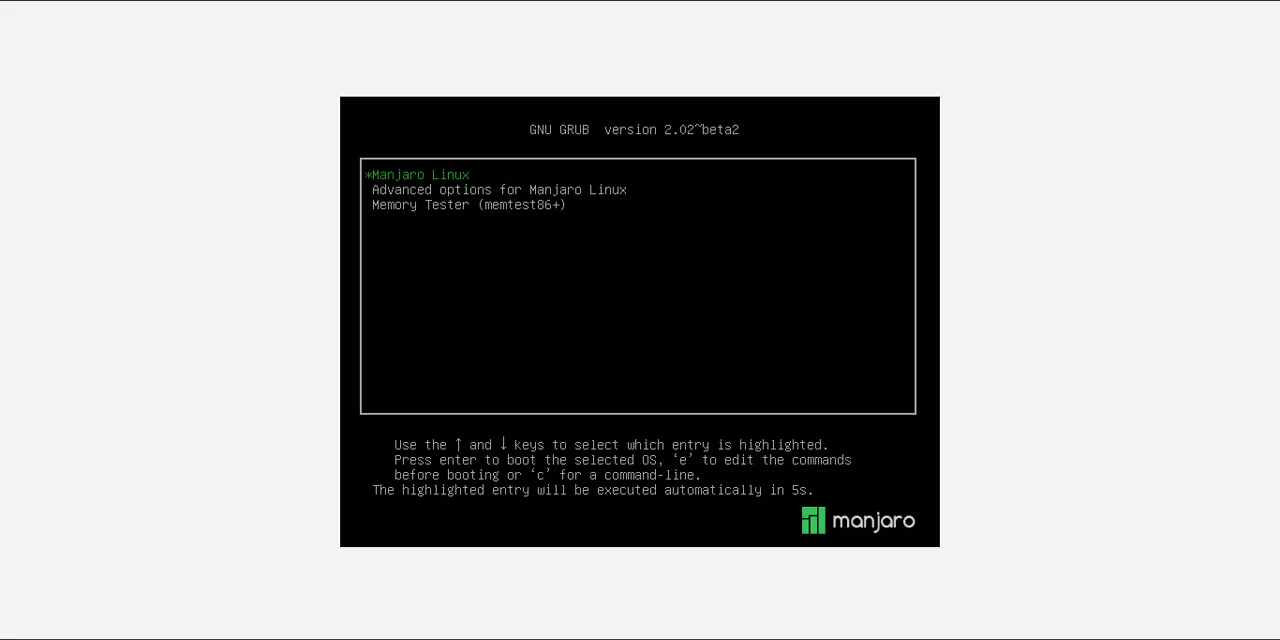 GNU GRUB  version 2.02~beta2
*Manjaro Linux
Advanced options for Manjaro Linux
Memory Tester (memtest86+)
Use the ↑ and ↓ keys to select which entry is highlighted.
Press enter to boot the selected OS, ‘e’ to edit the commands
before booting or ‘c’ for a command-line.
The highlighted entry will be executed automatically in 5s.
manjaro